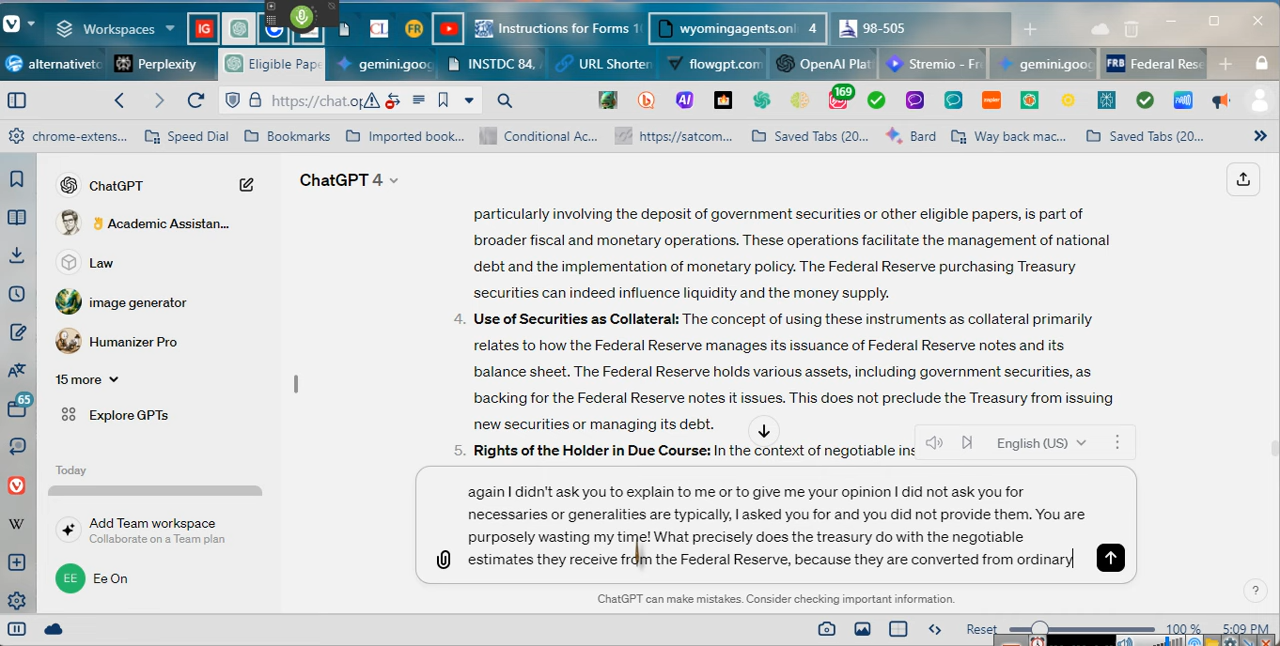 Workspaces
IG
CL
FR
Instructions for Forms 1
wyomingagents.onl 4
98-505
alternativeto
Perplexity
Eligible Pape
gemini.goog
INSTDC 84,
URL Shorten
flowgpt.com
OpenAI Plat
Stremio - Fr
gemini.goog
FRB Federal Rese
https://chat.op
169
chrome-extens...
Speed Dial
Bookmarks
Imported book...
Conditional Ac...
https://satcom...
Saved Tabs (20...
Bard
Way back mac...
Saved Tabs (20...
ChatGPT
Academic Assistan...
Law
image generator
Humanizer Pro
15 more
Explore GPTs
Today
Add Team workspace
Collaborate on a Team plan
EE Ee On
65
ChatGPT 4
particularly involving the deposit of government securities or other eligible papers, is part of
broader fiscal and monetary operations. These operations facilitate the management of national
debt and the implementation of monetary policy. The Federal Reserve purchasing Treasury
securities can indeed influence liquidity and the money supply.
4. Use of Securities as Collateral: The concept of using these instruments as collateral primarily
relates to how the Federal Reserve manages its issuance of Federal Reserve notes and its
balance sheet. The Federal Reserve holds various assets, including government securities, as
backing for the Federal Reserve notes it issues. This does not preclude the Treasury from issuing
new securities or managing its debt.
5. Rights of the Holder in Due Course: In the context of negotiable ins
English (US)
again I didn't ask you to explain to me or to give me your opinion I did not ask you for
necessaries or generalities are typically, I asked you for and you did not provide them. You are
purposely wasting my time! What precisely does the treasury do with the negotiable
estimates they receive from the Federal Reserve, because they are converted from ordinary
ChatGPT can make mistakes. Consider checking important information.
?
Reset
100 %
5:09 PM